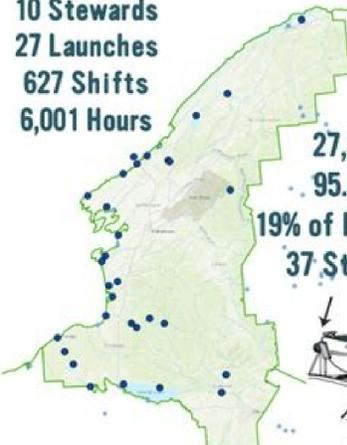 10 Stewards
27 Launches
627 Shifts
6,001 Hours
27,
95.
19% of
37 St